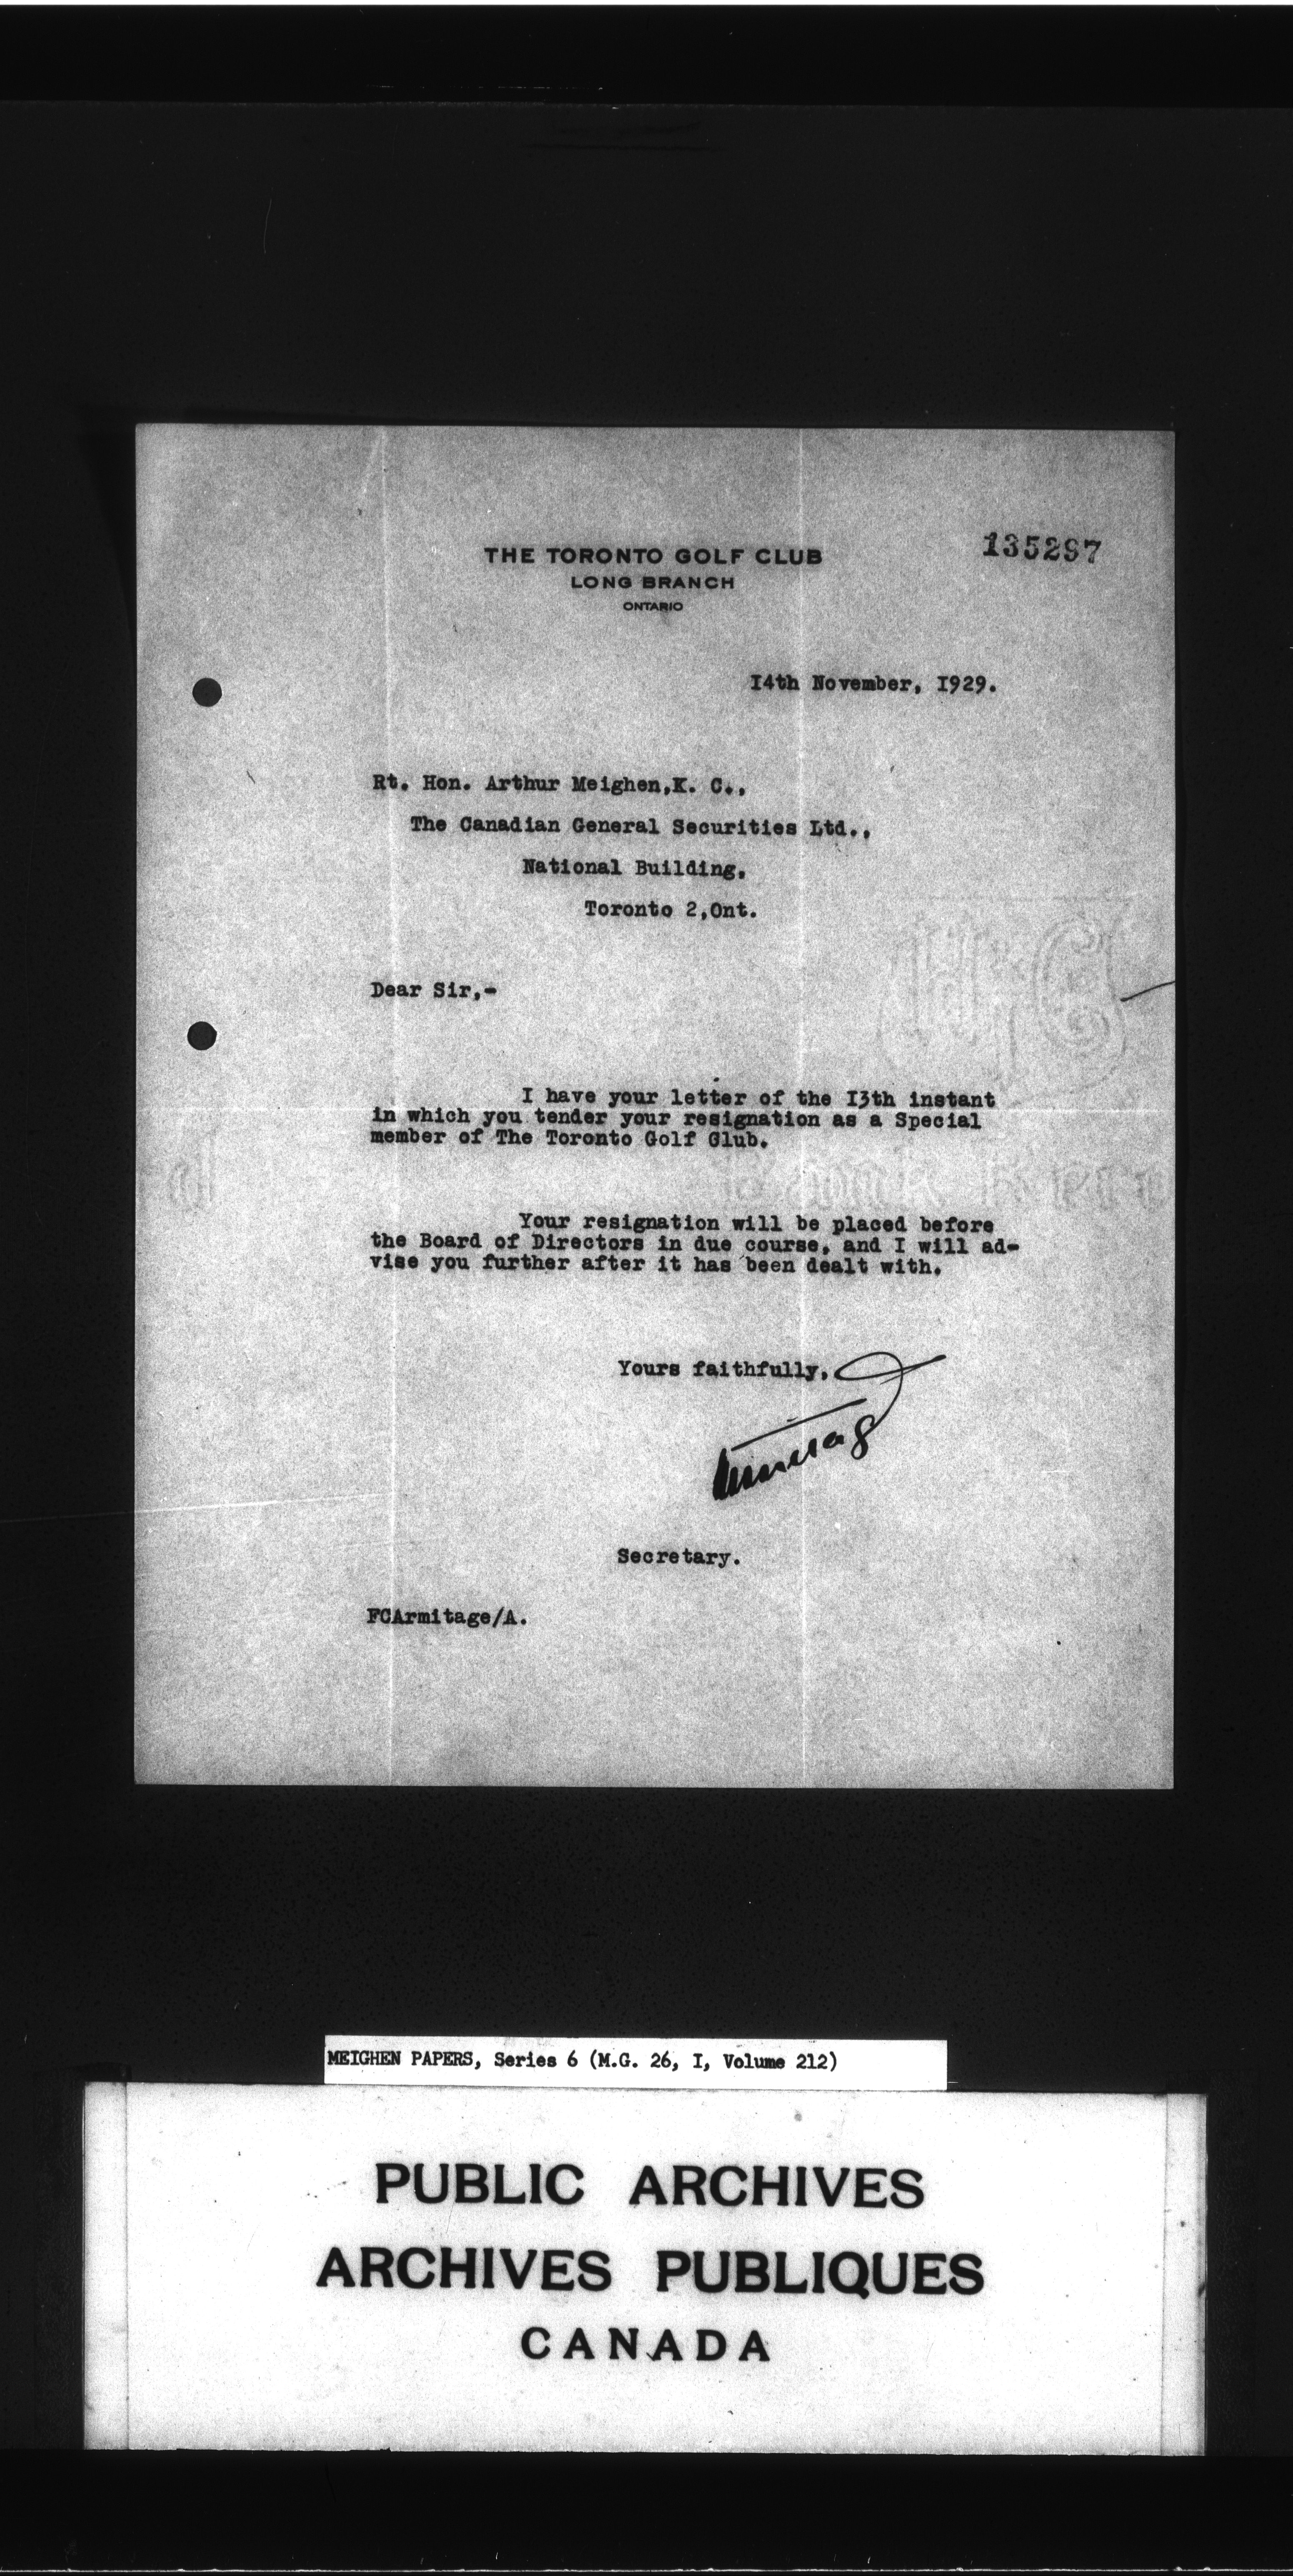 THE TORONTO GOLF CLUB
LONG BRANCH
ONTARIO
135297
I4th November, I929.
Rt. Hon. Arthur Meighen,K. C.,
The Canadian General Securities Ltd.,
National Building,
Toronto 2,Ont.
Dear Sir,-
I have your letter of the I3th instant
in which you tender your resignation as a Special
member of The Toronto Golf Club.
Your resignation will be placed before
the Board of Directors in due course, and I will ad-
vise you further after it has been dealt with.
Yours faithfully,
Secretary.
FCArmitage/A.
MEIGHEN PAPERS, Series 6 (M.G. 26, I, Volume 212)
PUBLIC ARCHIVES
ARCHIVES PUBLIQUES
CANADA